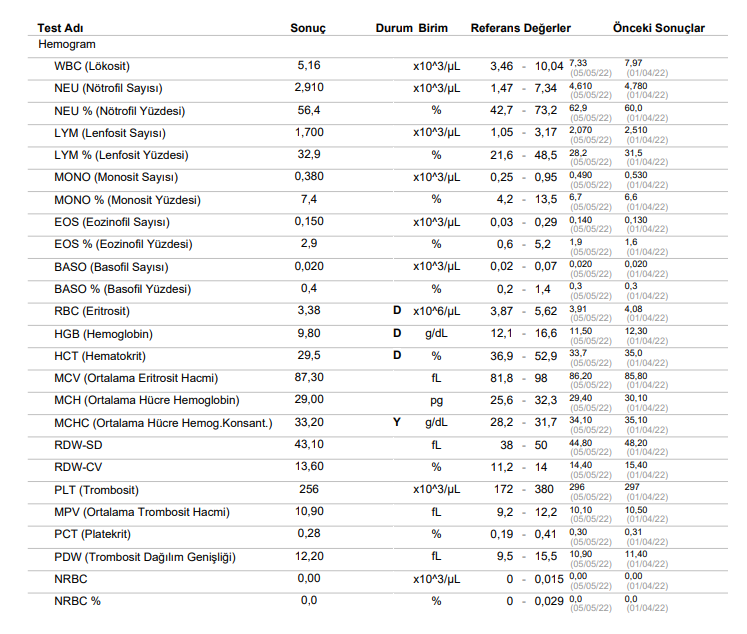 Test Adı Sonuç Durum Birim Referans Değerler Önceki Sonuçlar
Hemogram
WBC (Lökosit) 5,16 x10^3/µL 3,46 - 10,04 7,33 (05/05/22) 7,97 (01/04/22)
NEU (Nötrofil Sayısı) 2,910 x10^3/µL 1,47 - 7,34 4,610 (05/05/22) 4,780 (01/04/22)
NEU % (Nötrofil Yüzdesi) 56,4 % 42,7 - 73,2 62,9 (05/05/22) 60,0 (01/04/22)
LYM (Lenfosit Sayısı) 1,700 x10^3/µL 1,05 - 3,17 2,070 (05/05/22) 2,510 (01/04/22)
LYM % (Lenfosit Yüzdesi) 32,9 % 21,6 - 48,5 28,2 (05/05/22) 31,5 (01/04/22)
MONO (Monosit Sayısı) 0,380 x10^3/µL 0,25 - 0,95 0,490 (05/05/22) 0,530 (01/04/22)
MONO % (Monosit Yüzdesi) 7,4 % 4,2 - 13,5 6,7 (05/05/22) 6,6 (01/04/22)
EOS (Eozinofil Sayısı) 0,150 x10^3/µL 0,03 - 0,29 0,140 (05/05/22) 0,130 (01/04/22)
EOS % (Eozinofil Yüzdesi) 2,9 % 0,6 - 5,2 1,9 (05/05/22) 1,6 (01/04/22)
BASO (Basofil Sayısı) 0,020 x10^3/µL 0,02 - 0,07 0,020 (05/05/22) 0,020 (01/04/22)
BASO % (Basofil Yüzdesi) 0,4 % 0,2 - 1,4 0,3 (05/05/22) 0,3 (01/04/22)
RBC (Eritrosit) 3,38 D x10^6/µL 3,87 - 5,62 3,91 (05/05/22) 4,08 (01/04/22)
HGB (Hemoglobin) 9,80 D g/dL 12,1 - 16,6 11,50 (05/05/22) 12,30 (01/04/22)
HCT (Hematokrit) 29,5 D % 36,9 - 52,9 33,7 (05/05/22) 35,0 (01/04/22)
MCV (Ortalama Eritrosit Hacmi) 87,30 fL 81,8 - 98 86,20 (05/05/22) 85,80 (01/04/22)
MCH (Ortalama Hücre Hemoglobin) 29,00 pg 25,6 - 32,3 29,40 (05/05/22) 30,10 (01/04/22)
MCHC (Ortalama Hücre Hemog.Konsant.) 33,20 Y g/dL 28,2 - 31,7 34,10 (05/05/22) 35,10 (01/04/22)
RDW-SD 43,10 fL 38 - 50 44,80 (05/05/22) 48,20 (01/04/22)
RDW-CV 13,60 % 11,2 - 14 14,40 (05/05/22) 15,40 (01/04/22)
PLT (Trombosit) 256 x10^3/µL 172 - 380 296 (05/05/22) 297 (01/04/22)
MPV (Ortalama Trombosit Hacmi) 10,90 fL 9,2 - 12,2 10,10 (05/05/22) 10,50 (01/04/22)
PCT (Platekrit) 0,28 % 0,19 - 0,41 0,30 (05/05/22) 0,31 (01/04/22)
PDW (Trombosit Dağılım Genişliği) 12,20 fL 9,5 - 15,5 10,90 (05/05/22) 11,40 (01/04/22)
NRBC 0,00 x10^3/µL 0 - 0,015 0,00 (05/05/22) 0,00 (01/04/22)
NRBC % 0,0 % 0 - 0,029 0,0 (05/05/22) 0,0 (01/04/22)